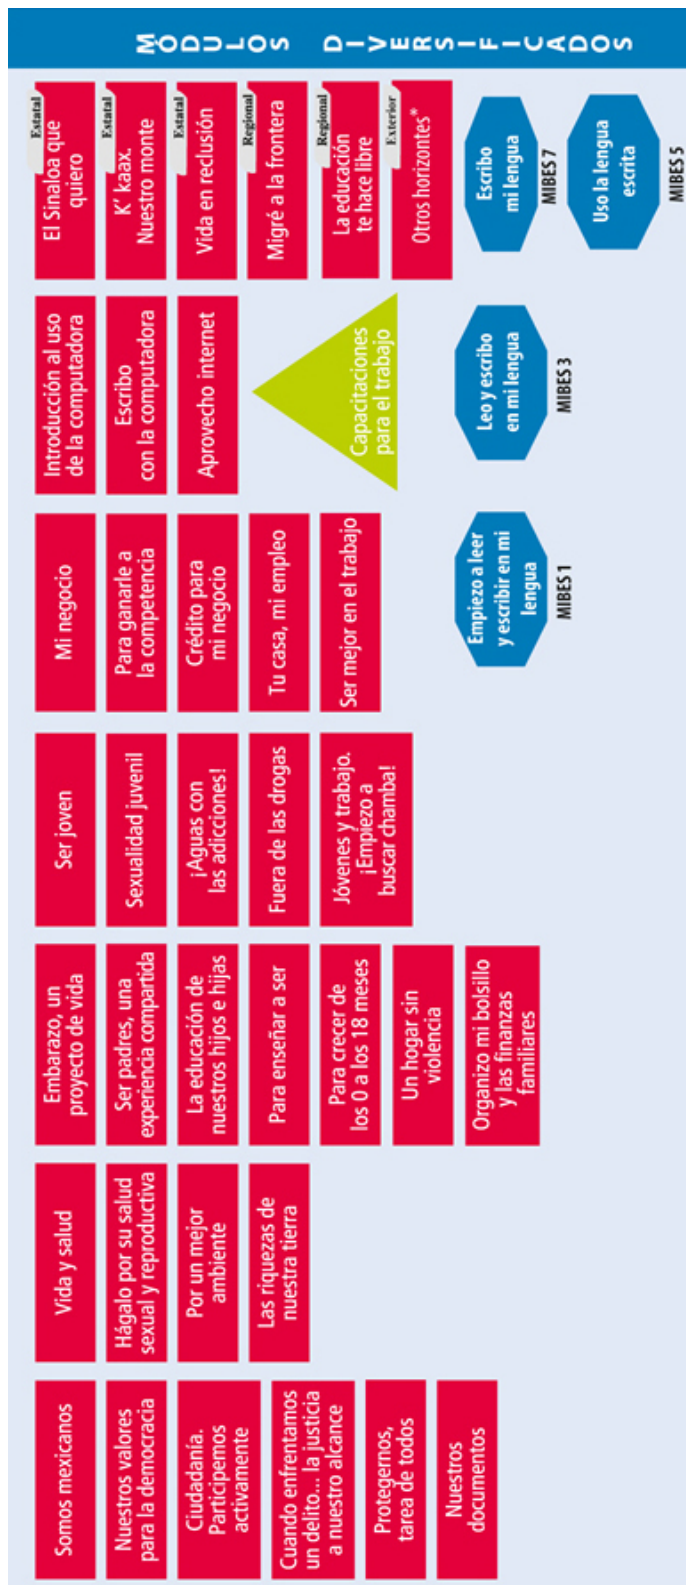 Somos mexicanos
Nuestros valores
para la democracia
Ciudadanía.
Participemos
activamente
Cuando enfrentamos
un delito... la justicia
a nuestro alcance
Protegernos,
tarea de todos
Nuestros
documentos
Vida y salud
Hágalo por su salud
sexual y reproductiva
Por un mejor
ambiente
Las riquezas de
nuestra tierra
Embarazo, un
proyecto de vida
Ser padres, una
experiencia compartida
La educación de
nuestros hijos e hijas
Para enseñar a ser
Para crecer de
los 0 a los 18 meses
Un hogar sin
violencia
Organizo mi bolsillo
y las finanzas
familiares
Ser joven
Sexualidad juvenil
¡Aguas con
las adicciones!
Fuera de las drogas
Jóvenes y trabajo.
¡Empiezo a
buscar chamba!
Mi negocio
Para ganarle a
la competencia
Crédito para
mi negocio
Tu casa, mi empleo
Ser mejor en el trabajo
Empiezo a leer
y escribir en mi
lengua
MIBES 1
Introducción al uso
de la computadora
Escribo
con la computadora
Aprovecho internet
Capacitaciones
para el trabajo
Leo y escribo
en mi lengua
MIBES 3
Estatal
El Sinaloa que
quiero
Estatal
K' kaax.
Nuestro monte
Estatal
Vida en reclusión
Regional
Migré a la frontera
Regional
La educación
te hace libre
Exterior
Otros horizontes*
Escribo
mi lengua
MIBES 7
Uso la lengua
escrita
MIBES 5
MÓDULOS DIVERSIFICADOS